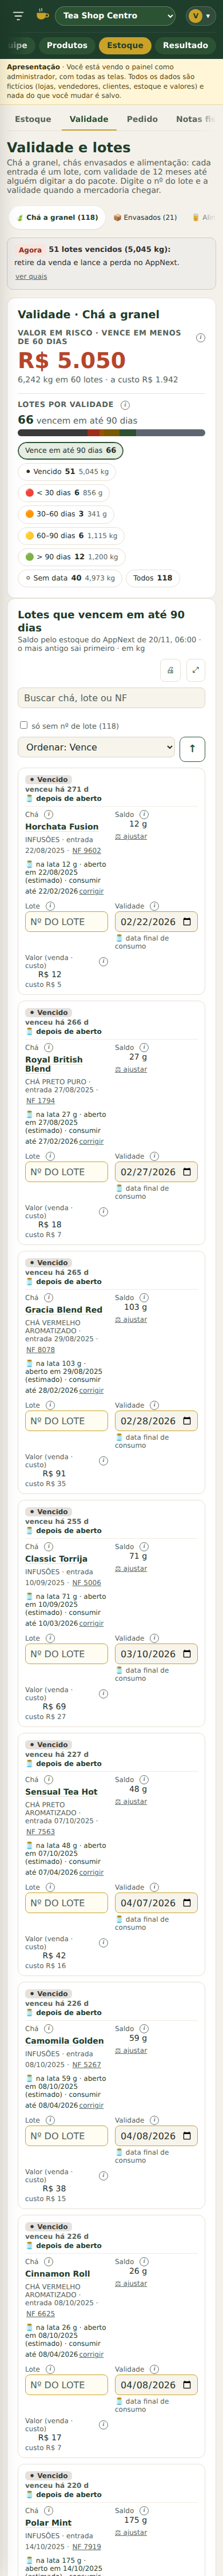 Tea Shop Centro
V
uipe
Produtos
Estoque
Resultado
Apresentação · Você está vendo o painel como
administrador, com todas as telas. Todos os dados são
fictícios (lojas, vendedores, clientes, estoque e valores) e
nada do que você mudar é salvo.
Estoque
Validade
Pedido
Notas
Validade e lotes
Chá a granel, chás envasados e alimentação: cada
entrada é um lote, com validade de 12 meses até
alguém digitar a do pacote. Digite o nº do lote e a
validade quando a mercadoria chegar.
Chá a granel (118)
Envasados (21)
Agora 51 lotes vencidos (5,045 kg):
retire da venda e lance a perda no AppNext.
ver quais
Validade · Chá a granel
VALOR EM RISCO · VENCE EM MENOS
DE 60 DIAS
R$ 5.050
6,242 kg em 60 lotes · a custo R$ 1.942
LOTES POR VALIDADE
66 vencem em até 90 dias
Vence em até 90 dias 66
Vencido 51 5,045 kg
< 30 dias 6 856 g
30–60 dias 3 341 g
60–90 dias 6 1,115 kg
> 90 dias 12 1,200 kg
Sem data 40 4,973 kg
Todos 118
Lotes que vencem em até 90
dias
Saldo pelo estoque do AppNext de 20/11, 06:00 ·
o mais antigo sai primeiro · em kg
Buscar chá, lote ou NF
só sem nº de lote (118)
Ordenar: Vence
↑
Vencido
venceu há 271 d
depois de aberto
Chá
Saldo
Horchata Fusion
12 g
INFUSÕES · entrada
ajustar
22/08/2025 · NF 9602
na lata 12 g · aberto
em 22/08/2025
(estimado) · consumir
até 22/02/2026 corrigir
Lote
Validade
Nº DO LOTE
02/22/2026
data final de
consumo
Valor (venda ·
custo)
R$ 12
custo R$ 5
Vencido
venceu há 266 d
depois de aberto
Chá
Saldo
Royal British
Blend
27 g
CHÁ PRETO PURO ·
ajustar
entrada 27/08/2025 ·
NF 1794
na lata 27 g · aberto
em 27/08/2025
(estimado) · consumir
até 27/02/2026 corrigir
Lote
Validade
Nº DO LOTE
02/27/2026
data final de
consumo
Valor (venda ·
custo)
R$ 18
custo R$ 7
Vencido
venceu há 265 d
depois de aberto
Chá
Saldo
Gracia Blend Red
103 g
CHÁ VERMELHO
ajustar
AROMATIZADO ·
entrada 29/08/2025 ·
NF 8078
na lata 103 g ·
aberto em 29/08/2025
(estimado) · consumir
até 28/02/2026 corrigir
Lote
Validade
Nº DO LOTE
02/28/2026
data final de
consumo
Valor (venda ·
custo)
R$ 91
custo R$ 35
Vencido
venceu há 255 d
depois de aberto
Chá
Saldo
Classic Torrija
71 g
INFUSÕES · entrada
ajustar
10/09/2025 · NF 5006
na lata 71 g · aberto
em 10/09/2025
(estimado) · consumir
até 10/03/2026 corrigir
Lote
Validade
Nº DO LOTE
03/10/2026
data final de
consumo
Valor (venda ·
custo)
R$ 69
custo R$ 27
Vencido
venceu há 227 d
depois de aberto
Chá
Saldo
Sensual Tea Hot
48 g
CHÁ PRETO
ajustar
AROMATIZADO ·
entrada 07/10/2025 ·
NF 7563
na lata 48 g · aberto
em 07/10/2025
(estimado) · consumir
até 07/04/2026 corrigir
Lote
Validade
Nº DO LOTE
04/07/2026
data final de
consumo
Valor (venda ·
custo)
R$ 42
custo R$ 16
Vencido
venceu há 226 d
depois de aberto
Chá
Saldo
Camomila Golden
59 g
INFUSÕES · entrada
ajustar
08/10/2025 · NF 5267
na lata 59 g · aberto
em 08/10/2025
(estimado) · consumir
até 08/04/2026 corrigir
Lote
Validade
Nº DO LOTE
04/08/2026
data final de
consumo
Valor (venda ·
custo)
R$ 38
custo R$ 15
Vencido
venceu há 226 d
depois de aberto
Chá
Saldo
Cinnamon Roll
26 g
CHÁ VERMELHO
ajustar
AROMATIZADO ·
entrada 08/10/2025 ·
NF 6625
na lata 26 g · aberto
em 08/10/2025
(estimado) · consumir
até 08/04/2026 corrigir
Lote
Validade
Nº DO LOTE
04/08/2026
data final de
consumo
Valor (venda ·
custo)
R$ 17
custo R$ 7
Vencido
venceu há 220 d
depois de aberto
Chá
Saldo
Polar Mint
175 g
INFUSÕES · entrada
ajustar
14/10/2025 · NF 7919
na lata 175 g ·
aberto em 14/10/2025
(estimado) · consumir